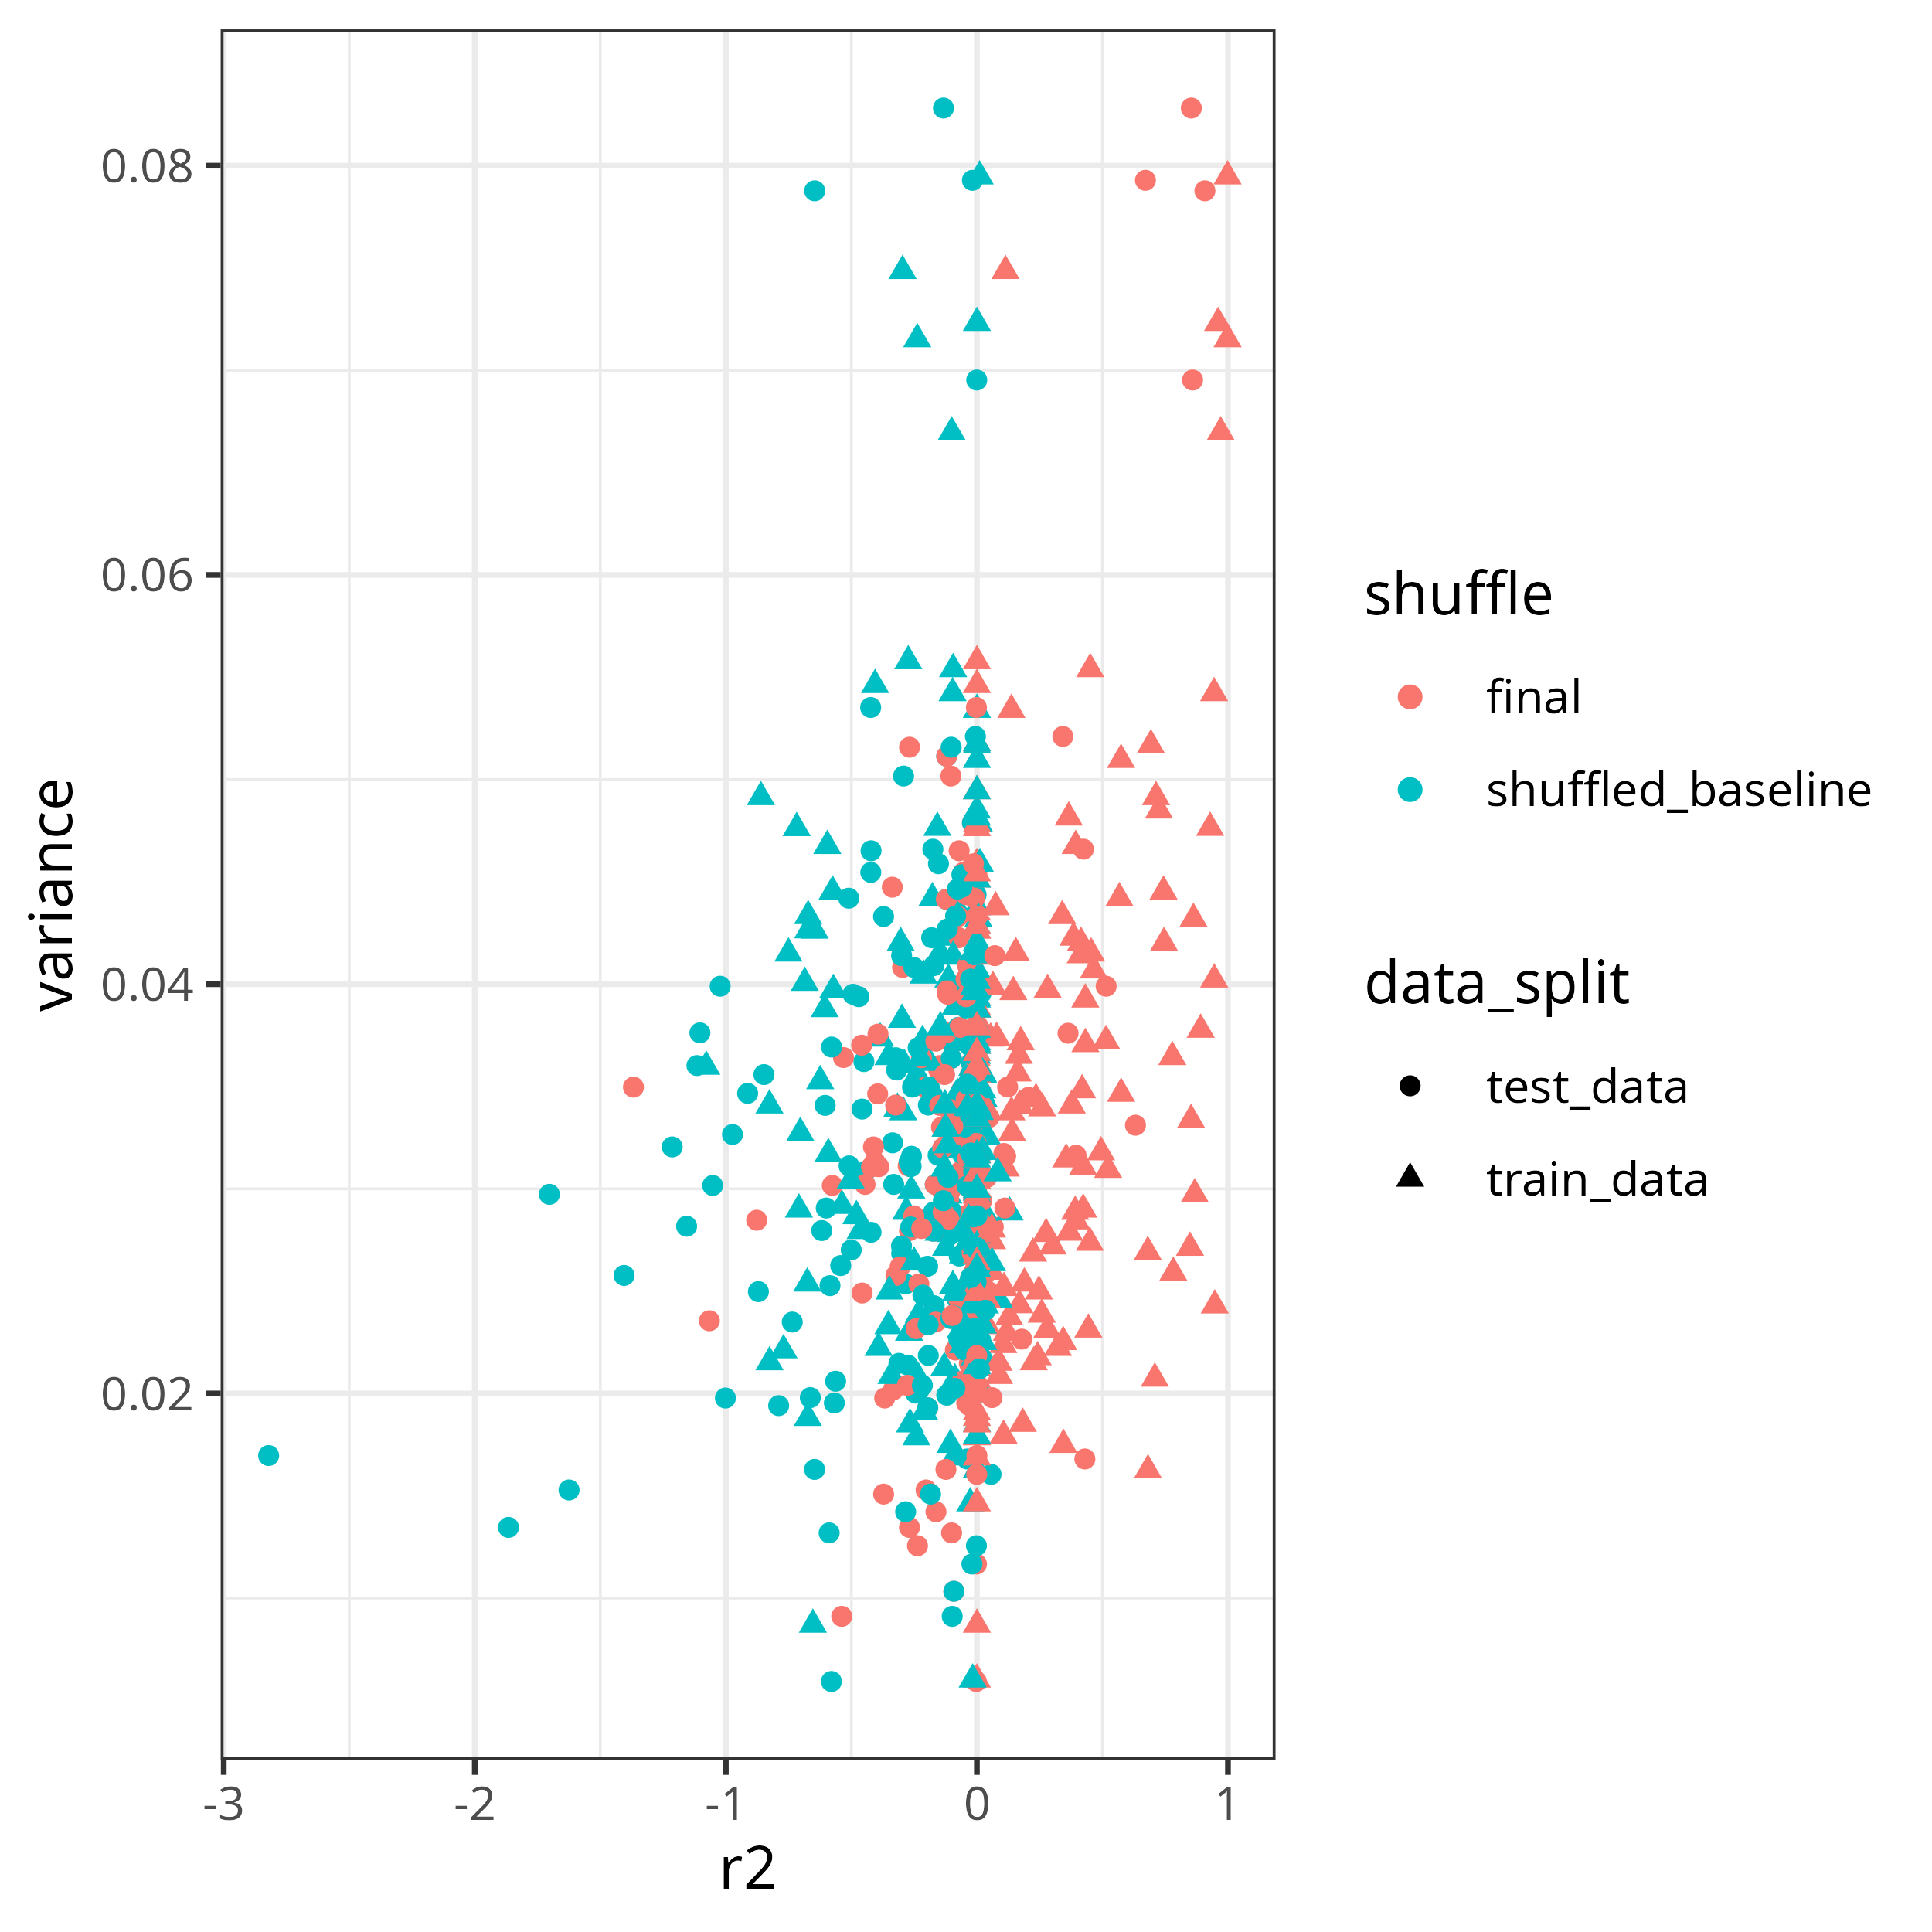 0.08
0.06
0.04
0.02
variance
-3
-2
-1
0
1
r2
shuffle
final
shuffled_baseline
data_split
test_data
train_data